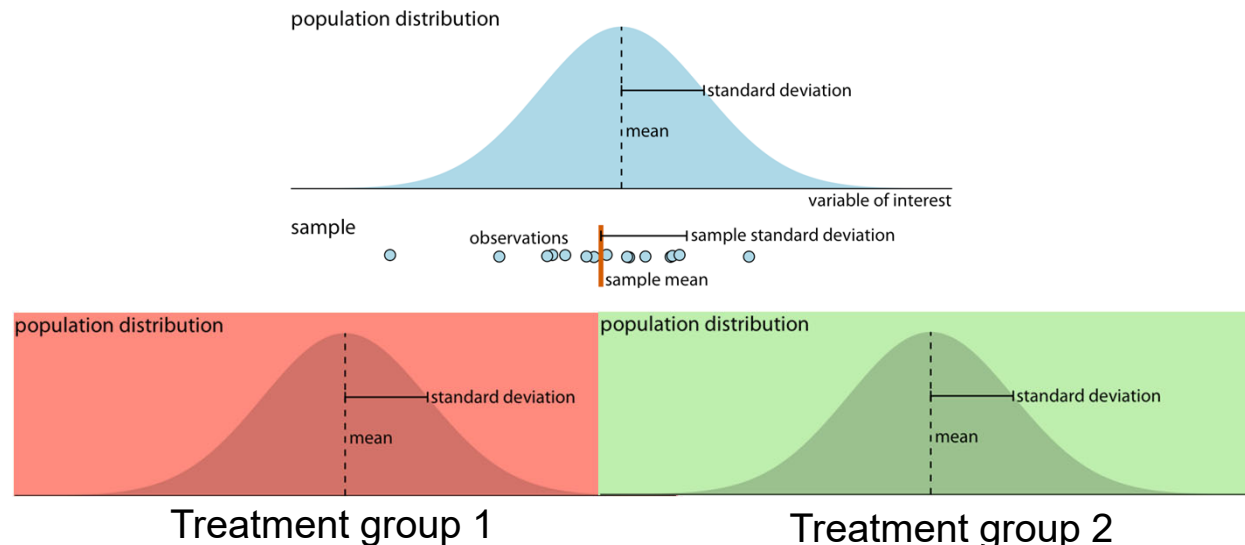 population distribution
standard deviation
mean
variable of interest
sample
observations
sample standard deviation
sample mean
population distribution
standard deviation
mean
population distribution
standard deviation
mean
Treatment group 1
Treatment group 2